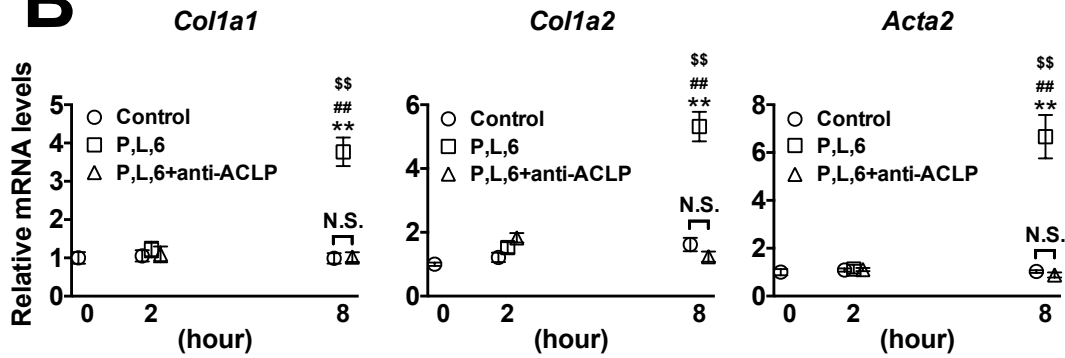 B
Col1a1
Relative mRNA levels
5
4
3
2
1
0
Control
P,L,6
P,L,6+anti-ACLP
$$
##
**
N.S.
0 2 8
(hour)
Col1a2
6
4
2
0
Control
P,L,6
P,L,6+anti-ACLP
$$
##
**
N.S.
0 2 8
(hour)
Acta2
8
6
4
2
0
Control
P,L,6
P,L,6+anti-ACLP
$$
##
**
N.S.
0 2 8
(hour)